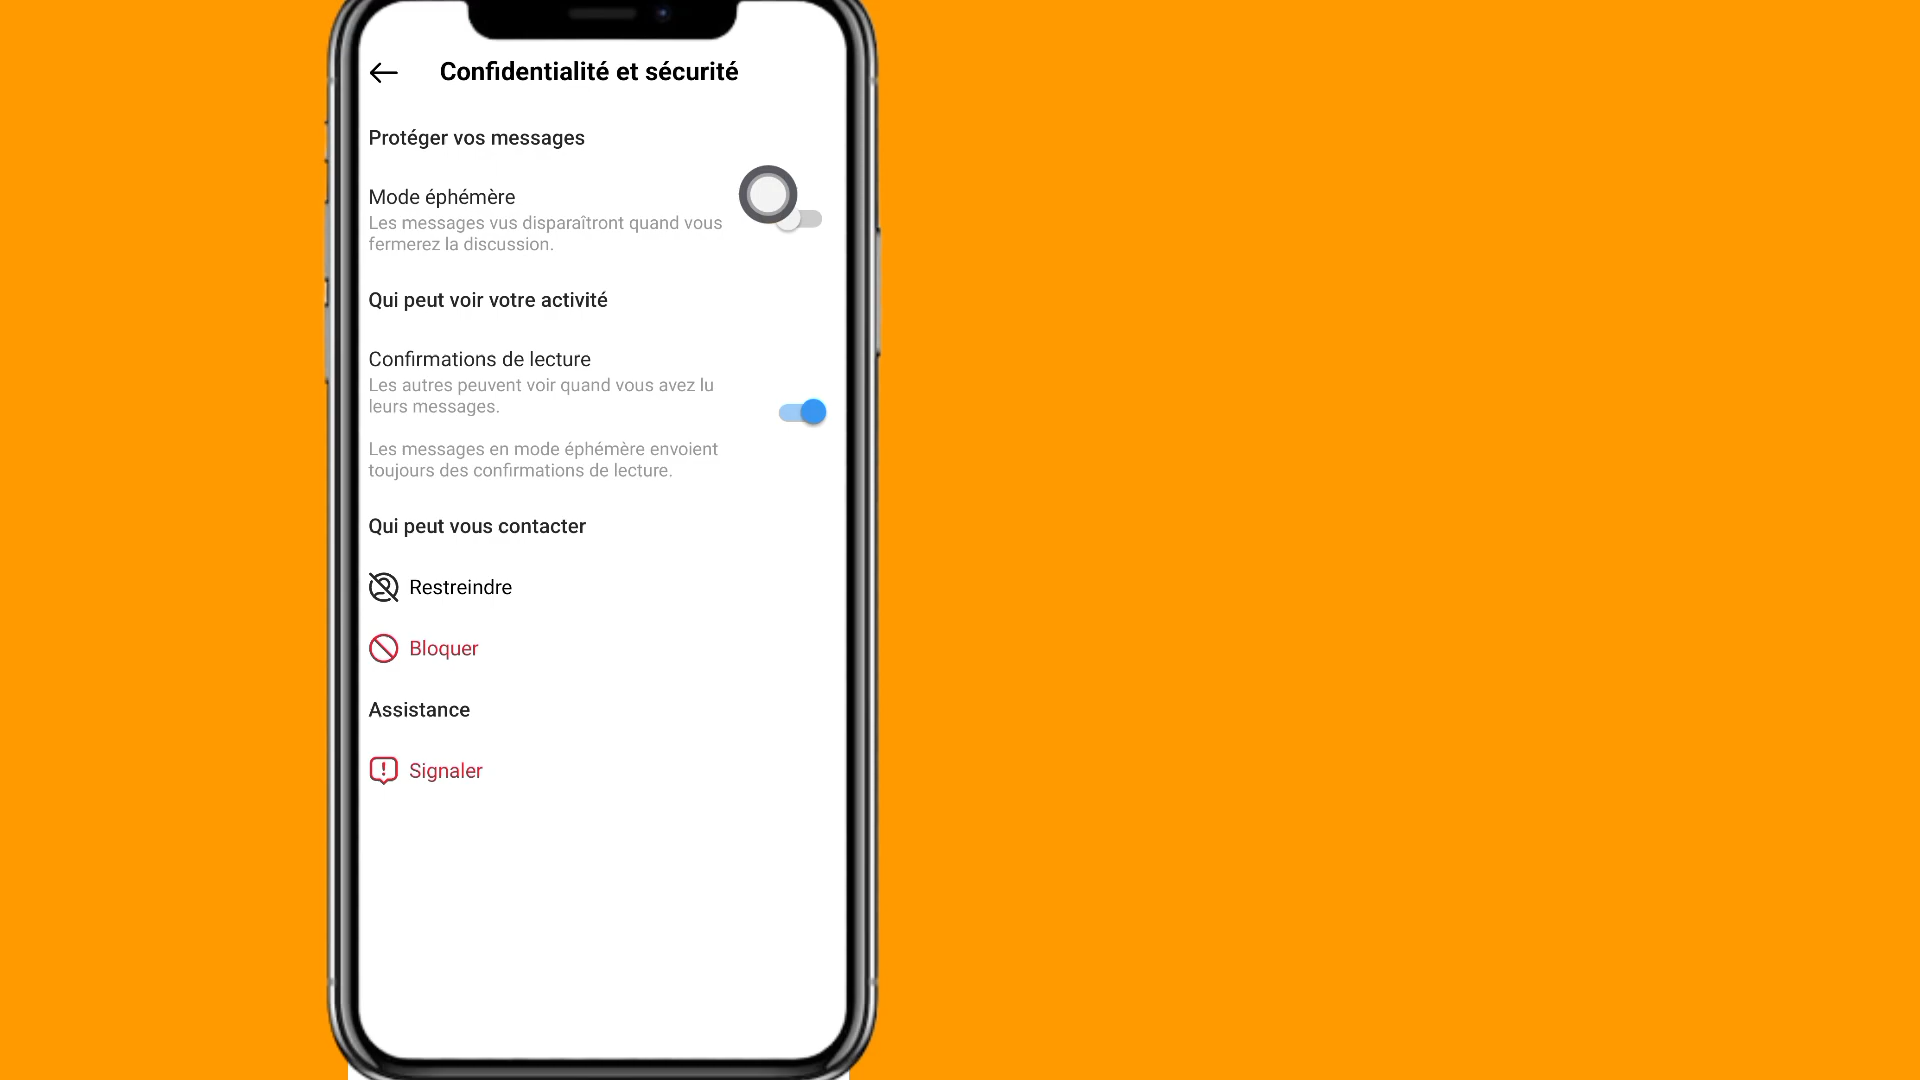 Confidentialité et sécurité
Protéger vos messages
Mode éphémère
Les messages vus disparaîtront quand vous
fermerez la discussion.
Qui peut voir votre activité
Confirmations de lecture
Les autres peuvent voir quand vous avez lu
leurs messages.
Les messages en mode éphémère envoient
toujours des confirmations de lecture.
Qui peut vous contacter
Restreindre
Bloquer
Assistance
Signaler